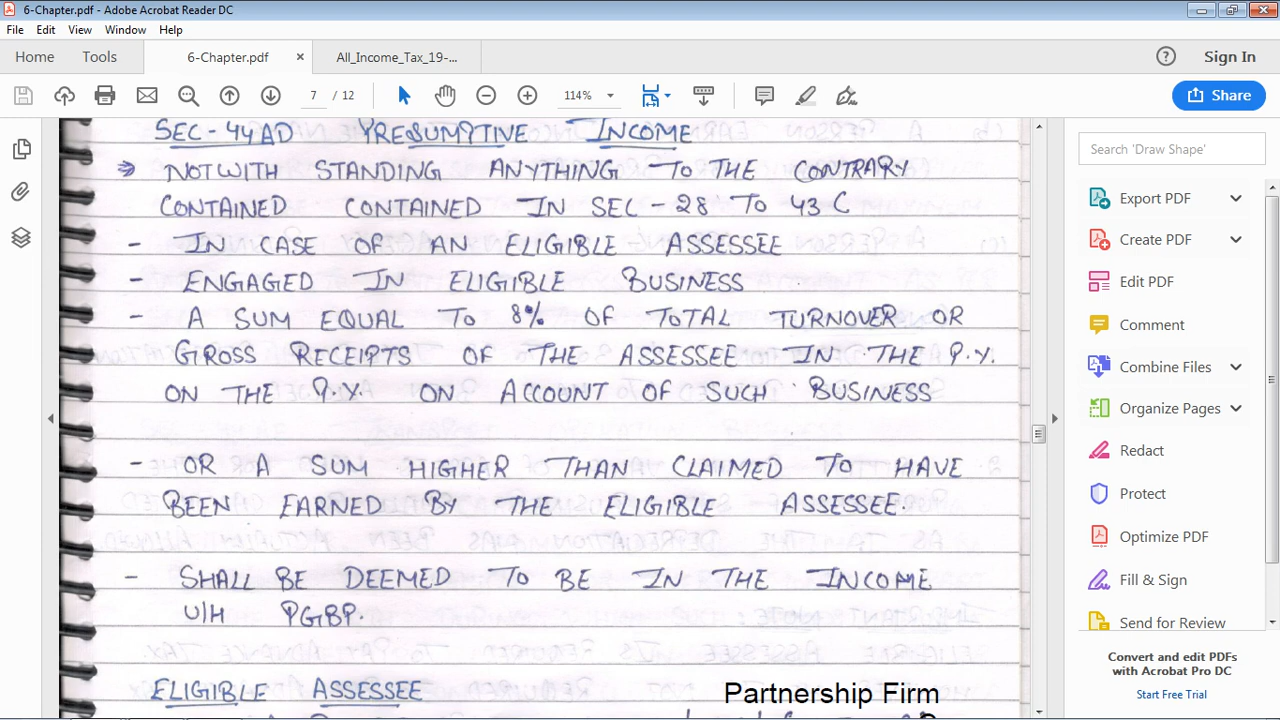 6-Chapter.pdf - Adobe Acrobat Reader DC
File Edit View Window Help
Home Tools 6-Chapter.pdf × All_Income_Tax_19-... Sign In
7 / 12 114% Share
SEC-44AD PRESUMPTIVE INCOME
NOTWITH STANDING ANYTHING TO THE CONTRARY
CONTAINED CONTAINED IN SEC-28 TO 43 C
- IN CASE OF AN ELIGIBLE ASSESSEE
- ENGAGED IN ELIGIBLE BUSINESS
- A SUM EQUAL TO 8% OF TOTAL TURNOVER OR
GROSS RECEIPTS OF THE ASSESSEE IN THE P.Y.
ON THE P.Y. ON ACCOUNT OF SUCH BUSINESS
- OR A SUM HIGHER THAN CLAIMED TO HAVE
BEEN EARNED BY THE ELIGIBLE ASSESSEE.
- SHALL BE DEEMED TO BE IN THE INCOME
U/H PGBP.
ELIGIBLE ASSESSEE
Partnership Firm
Search 'Draw Shape'
Export PDF
Create PDF
Edit PDF
Comment
Combine Files
Organize Pages
Redact
Protect
Optimize PDF
Fill & Sign
Send for Review
Convert and edit PDFs
with Acrobat Pro DC
Start Free Trial